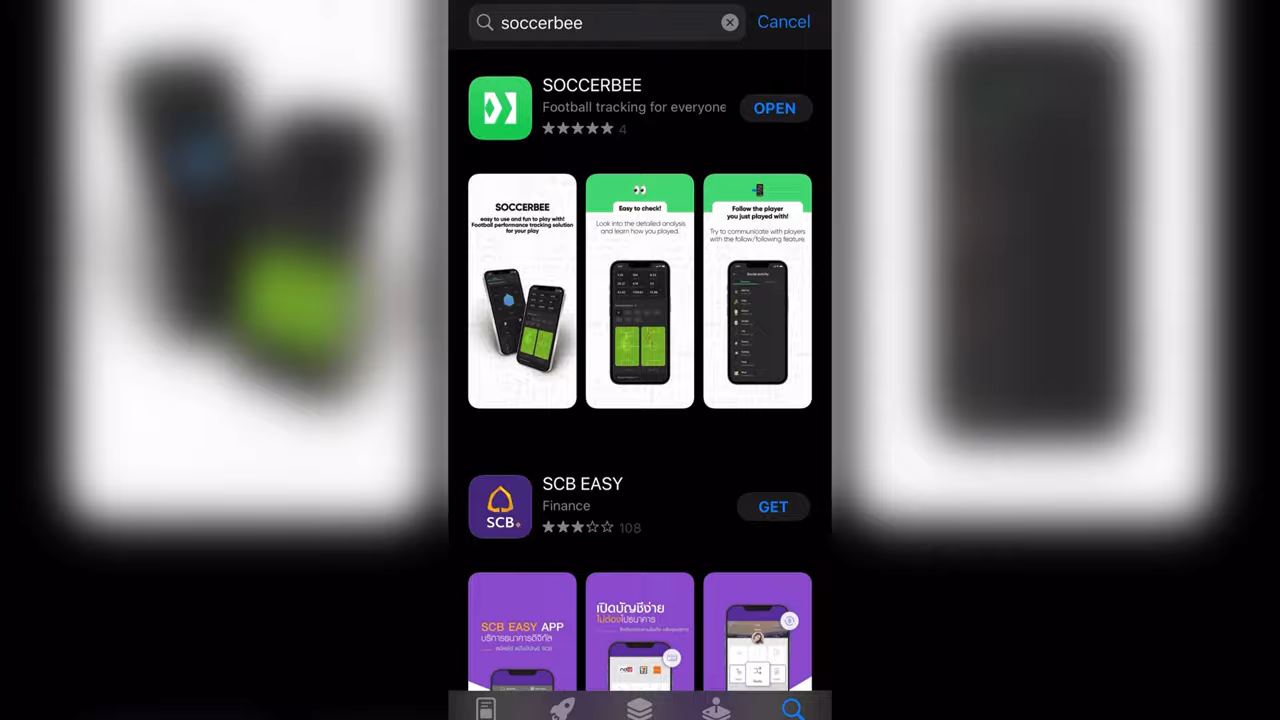 soccerbee
Cancel
SOCCERBEE
Football tracking for everyone
OPEN
4
SOCCERBEE
easy to use and fun to play with!
Football performance tracking solution
for your play
Easy to check!
Look into the detailed analysis
and learn how you played.
Follow the player
you just played with!
Try to communicate with players
with the follow/following feature.
SCB EASY
Finance
GET
108
SCB
SCB EASY APP
บริการธนาคารดิจิทัล
เปิดบัญชีง่าย
ไม่ต้องไปธนาคาร